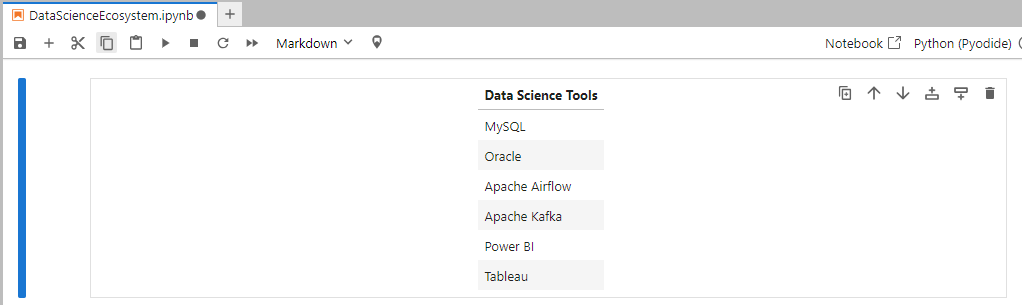 DataScienceEcosystem.ipynb
Markdown Notebook Python (Pyodide)
Data Science Tools
MySQL
Oracle
Apache Airflow
Apache Kafka
Power BI
Tableau